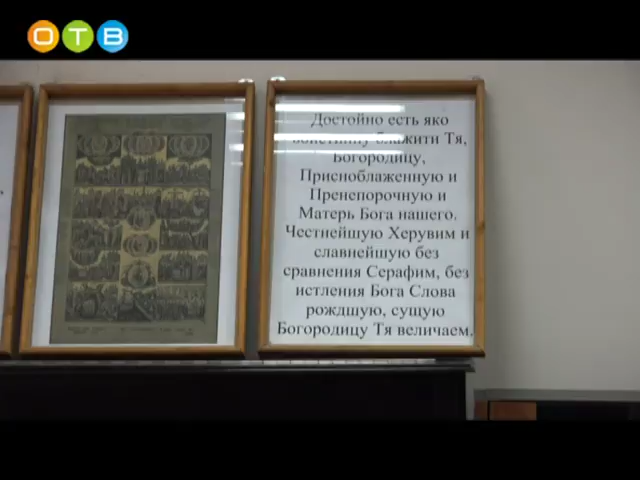 ОТВ
Достойно есть яко
воистинну блажити Тя,
Богородицу,
Присноблаженную и
Пренепорочную и
Матерь Бога нашего.
Честнейшую Херувим и
славнейшую без
сравнения Серафим, без
истления Бога Слова
рождшую, сущую
Богородицу Тя величаем.